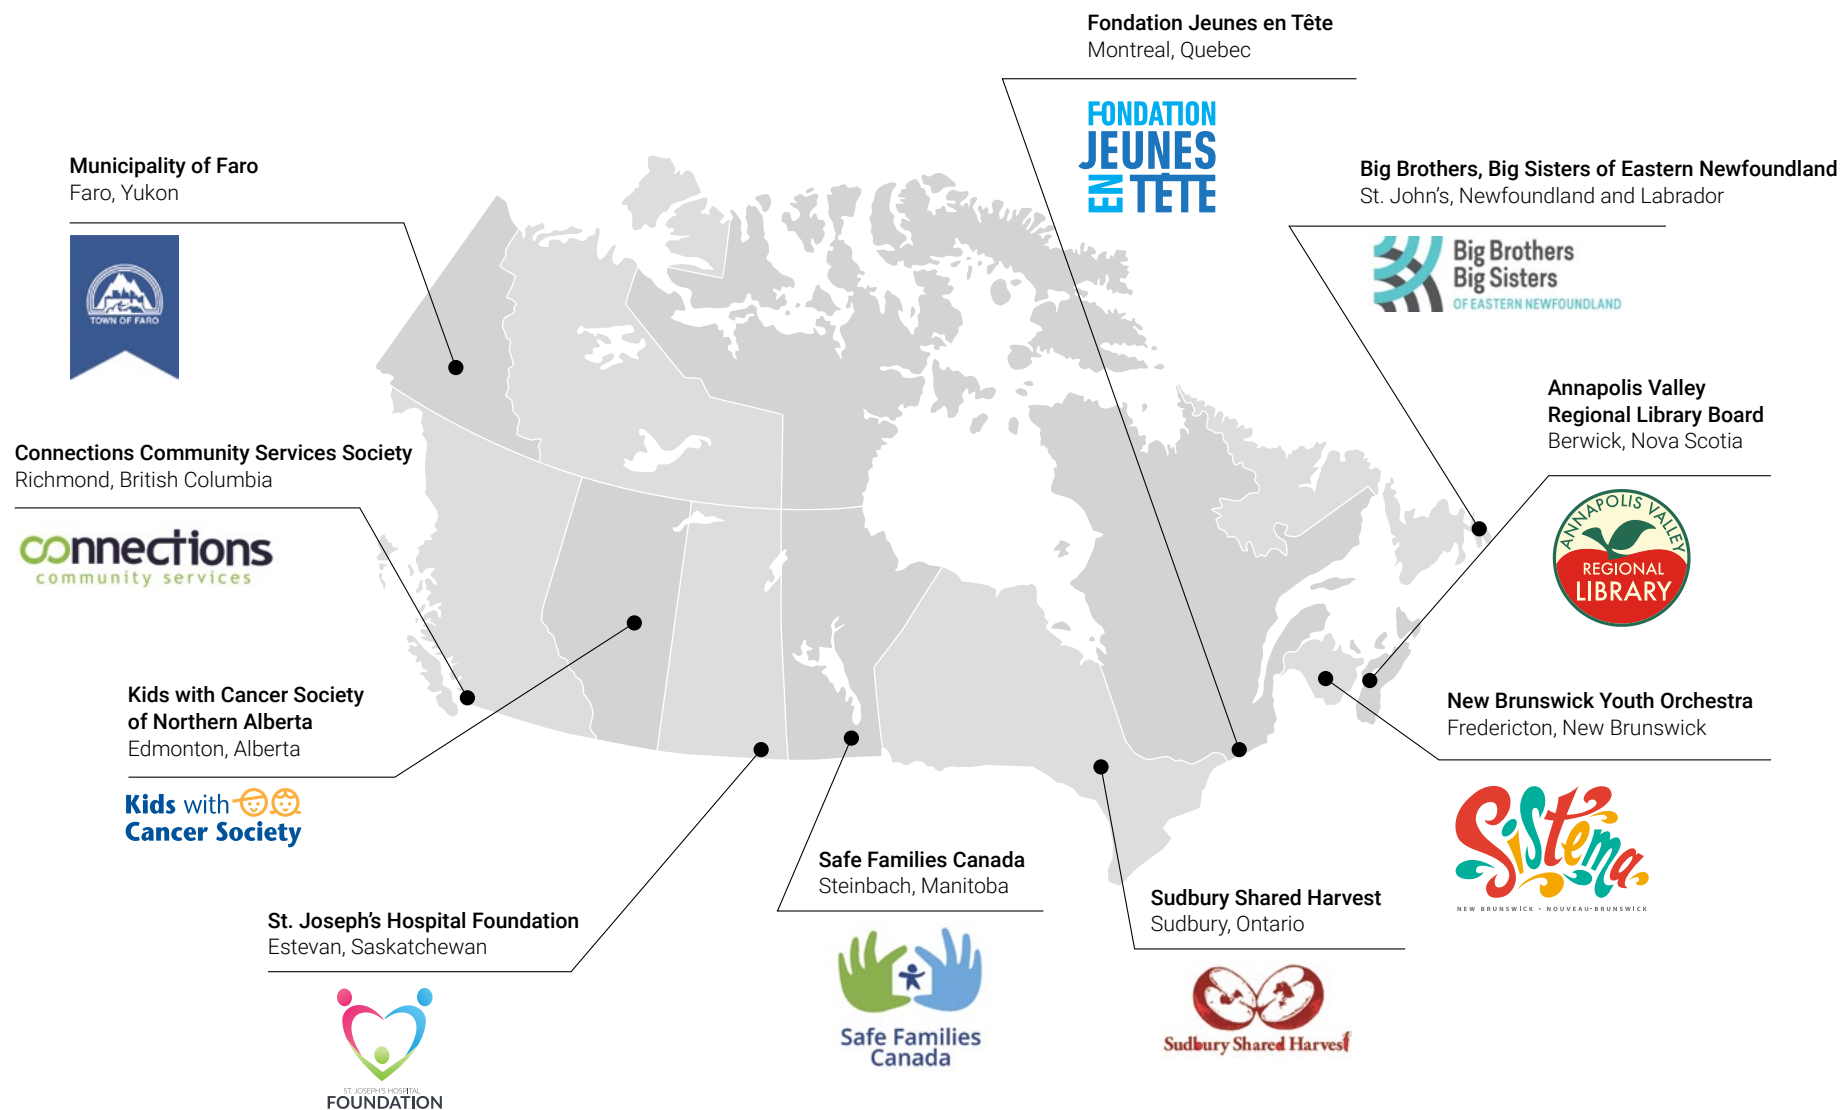 Fondation Jeunes en Tête
Montreal, Quebec
FONDATION
JEUNES
EN TÊTE
Municipality of Faro
Faro, Yukon
TOWN OF FARO
Big Brothers, Big Sisters of Eastern Newfoundland
St. John's, Newfoundland and Labrador
Big Brothers
Big Sisters
OF EASTERN NEWFOUNDLAND
Annapolis Valley
Regional Library Board
Berwick, Nova Scotia
ANNAPOLIS VALLEY
REGIONAL
LIBRARY
Connections Community Services Society
Richmond, British Columbia
connections
community services
Kids with Cancer Society
of Northern Alberta
Edmonton, Alberta
Kids with
Cancer Society
New Brunswick Youth Orchestra
Fredericton, New Brunswick
Sistema
NEW BRUNSWICK • NOUVEAU-BRUNSWICK
Safe Families Canada
Steinbach, Manitoba
Safe Families
Canada
Sudbury Shared Harvest
Sudbury, Ontario
Sudbury Shared Harvest
St. Joseph's Hospital Foundation
Estevan, Saskatchewan
ST. JOSEPH'S HOSPITAL
FOUNDATION